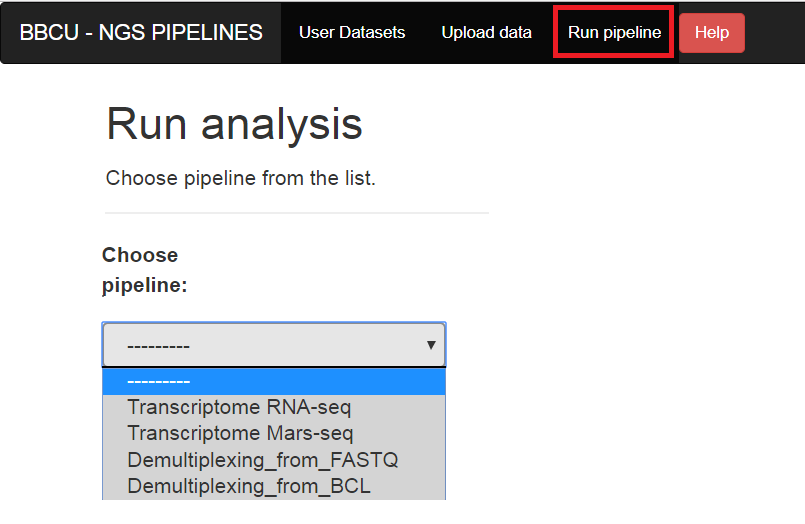 BBCU - NGS PIPELINES User Datasets Upload data Run pipeline Help
Run analysis
Choose pipeline from the list.
Choose
pipeline:
---------
---------
Transcriptome RNA-seq
Transcriptome Mars-seq
Demultiplexing_from_FASTQ
Demultiplexing_from_BCL